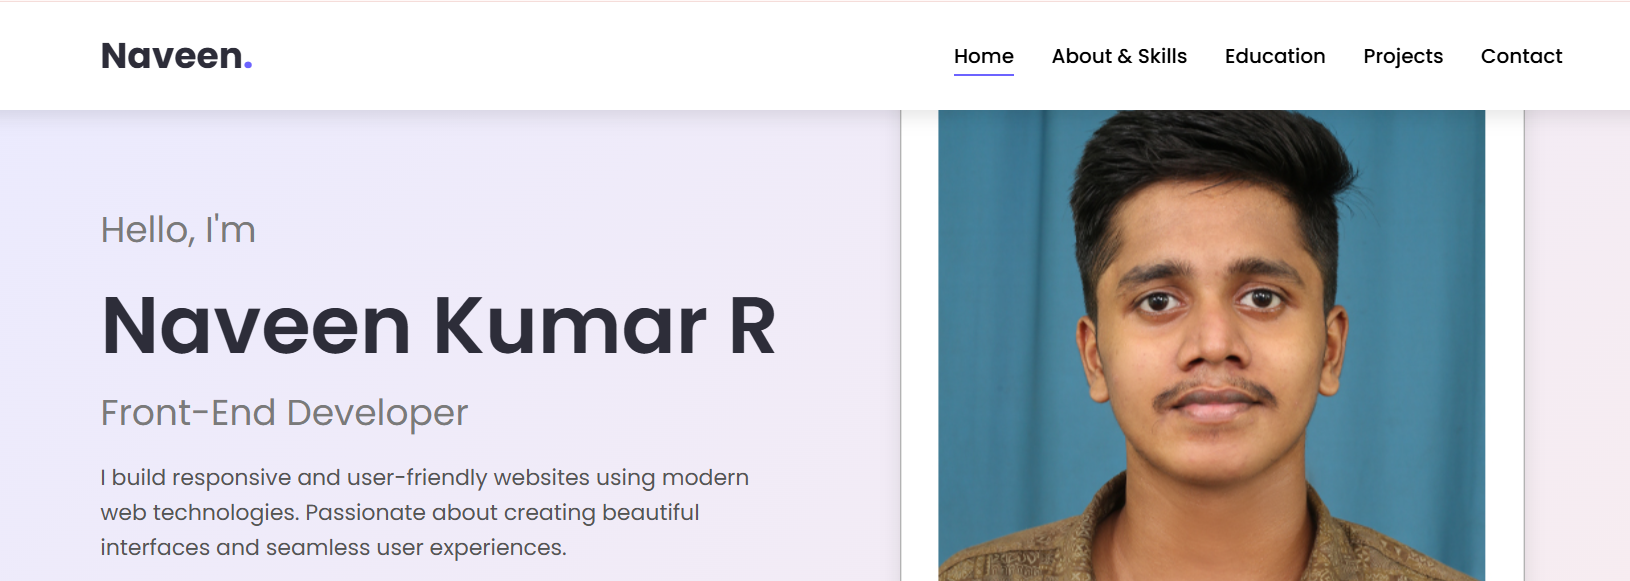 Naveen.
Home About & Skills Education Projects Contact
Hello, I'm
Naveen Kumar R
Front-End Developer
I build responsive and user-friendly websites using modern
web technologies. Passionate about creating beautiful
interfaces and seamless user experiences.